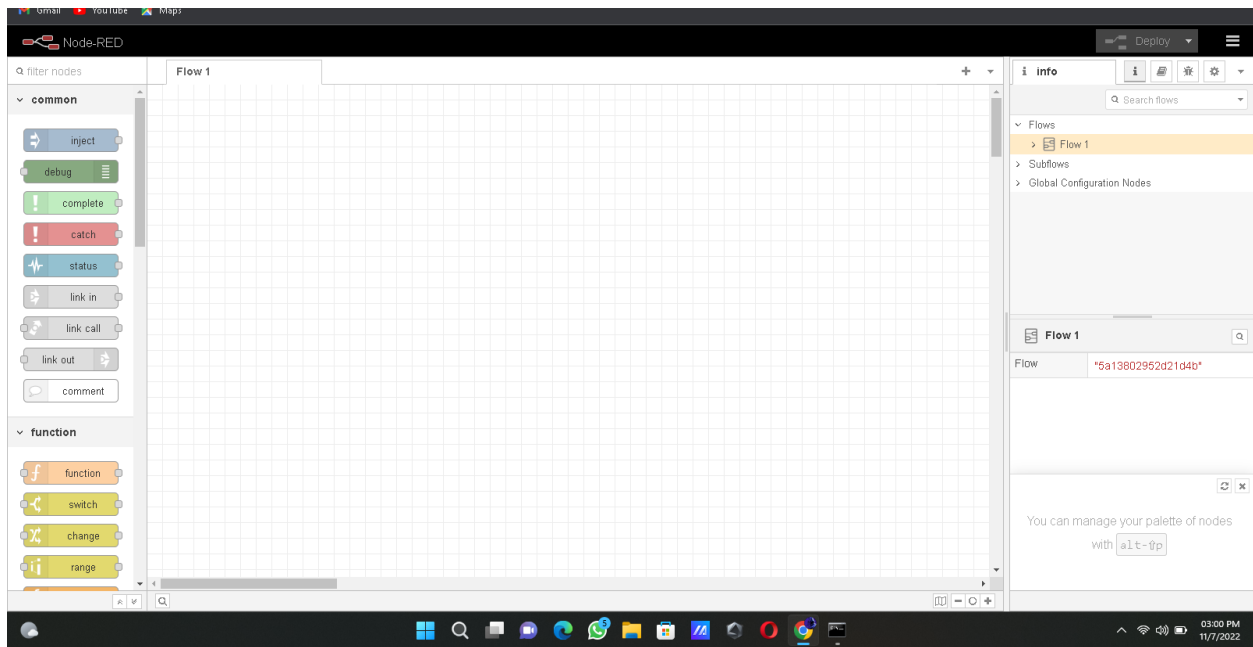 Gmail YouTube Maps
Node-RED Deploy
filter nodes Flow 1 i info i
common Search flows
Flows
inject Flow 1
debug Subflows
complete Global Configuration Nodes
catch
status
link in
link call
link out Flow 1
Flow "5a13802952d21d4b"
comment
function
function
switch You can manage your palette of nodes
change with alt-⇧p
range
5
03:00 PM
11/7/2022